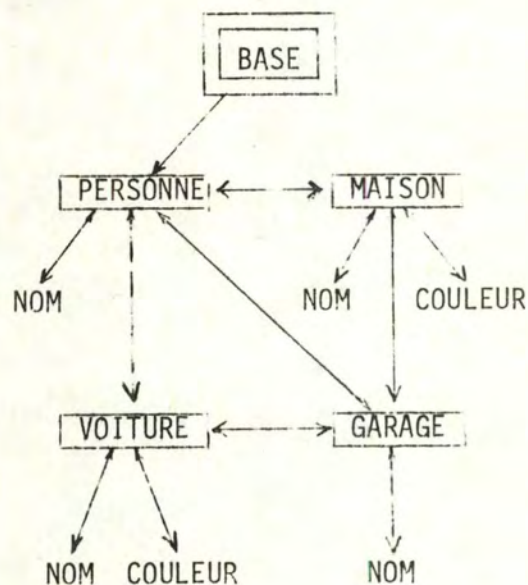 BASE
PERSONNE MAISON
NOM NOM COULEUR
VOITURE GARAGE
NOM COULEUR NOM